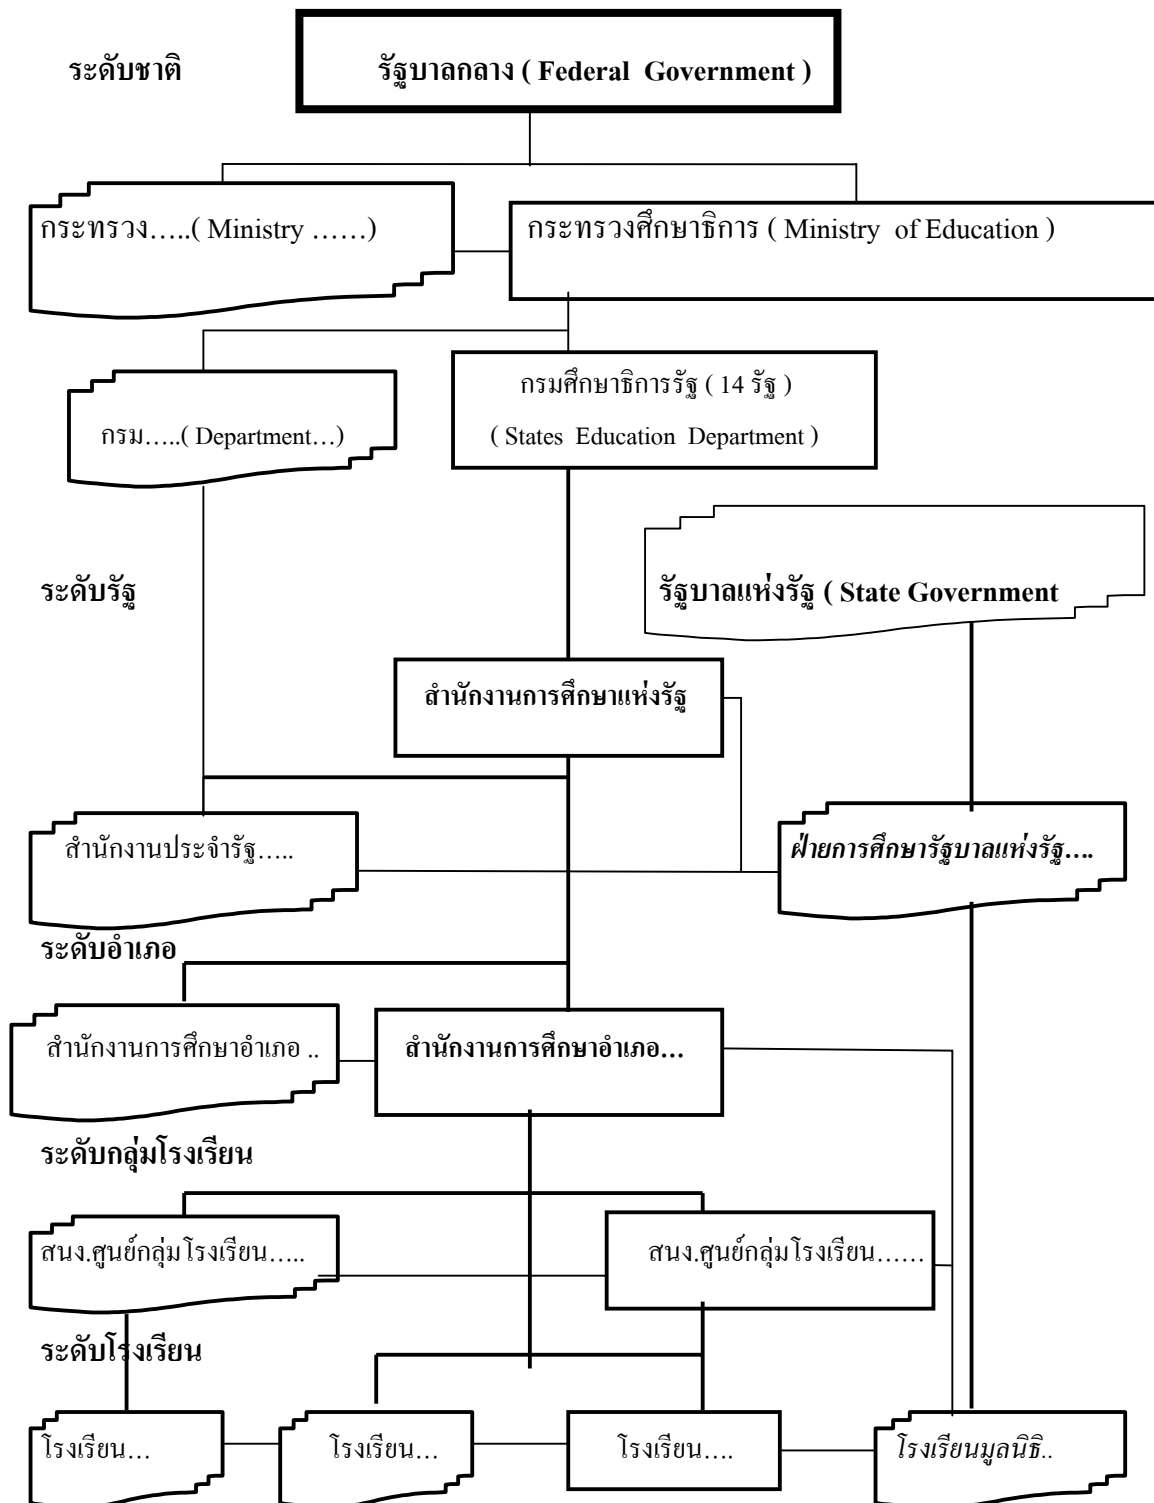 ระดับชาติ
รัฐบาลกลาง ( Federal Government )
กระทรวง…..( Ministry ……)
กระทรวงศึกษาธิการ ( Ministry of Education )
กรมศึกษาธิการรัฐ ( 14 รัฐ )
( States Education Department )
กรม…..( Department…)
ระดับรัฐ
รัฐบาลแห่งรัฐ ( State Government
สำนักงานการศึกษาแห่งรัฐ
สำนักงานประจำรัฐ…..
ฝ่ายการศึกษารัฐบาลแห่งรัฐ….
ระดับอำเภอ
สำนักงานการศึกษาอำเภอ ..
สำนักงานการศึกษาอำเภอ…
ระดับกลุ่มโรงเรียน
สนง.ศูนย์กลุ่มโรงเรียน…..
สนง.ศูนย์กลุ่มโรงเรียน……
ระดับโรงเรียน
โรงเรียน…
โรงเรียน…
โรงเรียน….
โรงเรียนมูลนิธิ..